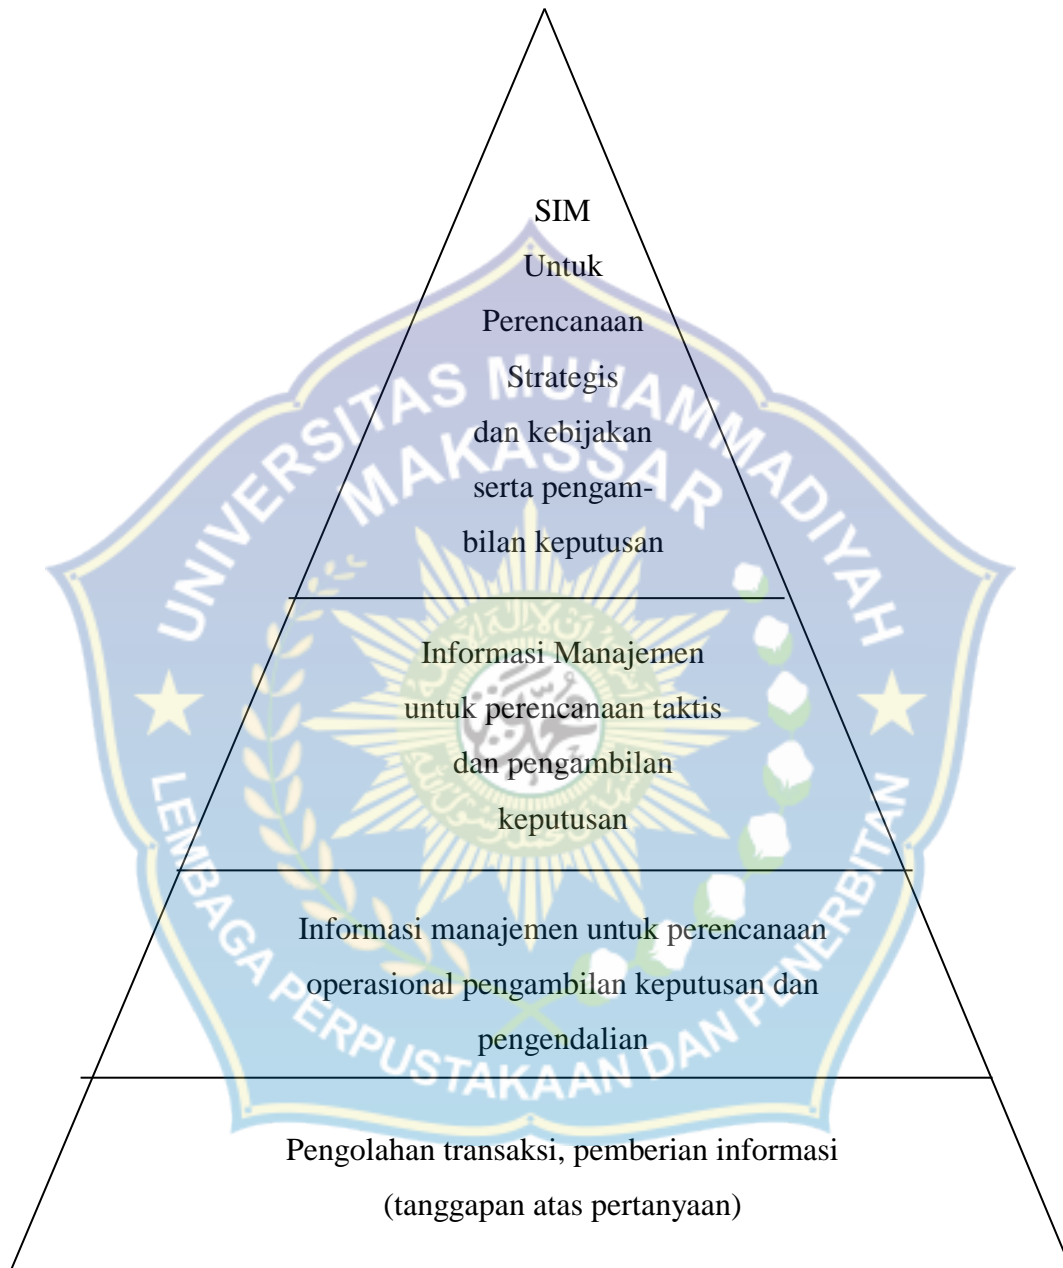 SIM
Untuk
Perencanaan
Strategis
dan kebijakan
serta pengam-
bilan keputusan
Informasi Manajemen
untuk perencanaan taktis
dan pengambilan
keputusan
Informasi manajemen untuk perencanaan
operasional pengambilan keputusan dan
pengendalian
Pengolahan transaksi, pemberian informasi
(tanggapan atas pertanyaan)
UNIVERSITAS MUHAMMADIYAH
MAKASSAR
LEMBAGA PERPUSTAKAAN DAN PENERBITAN